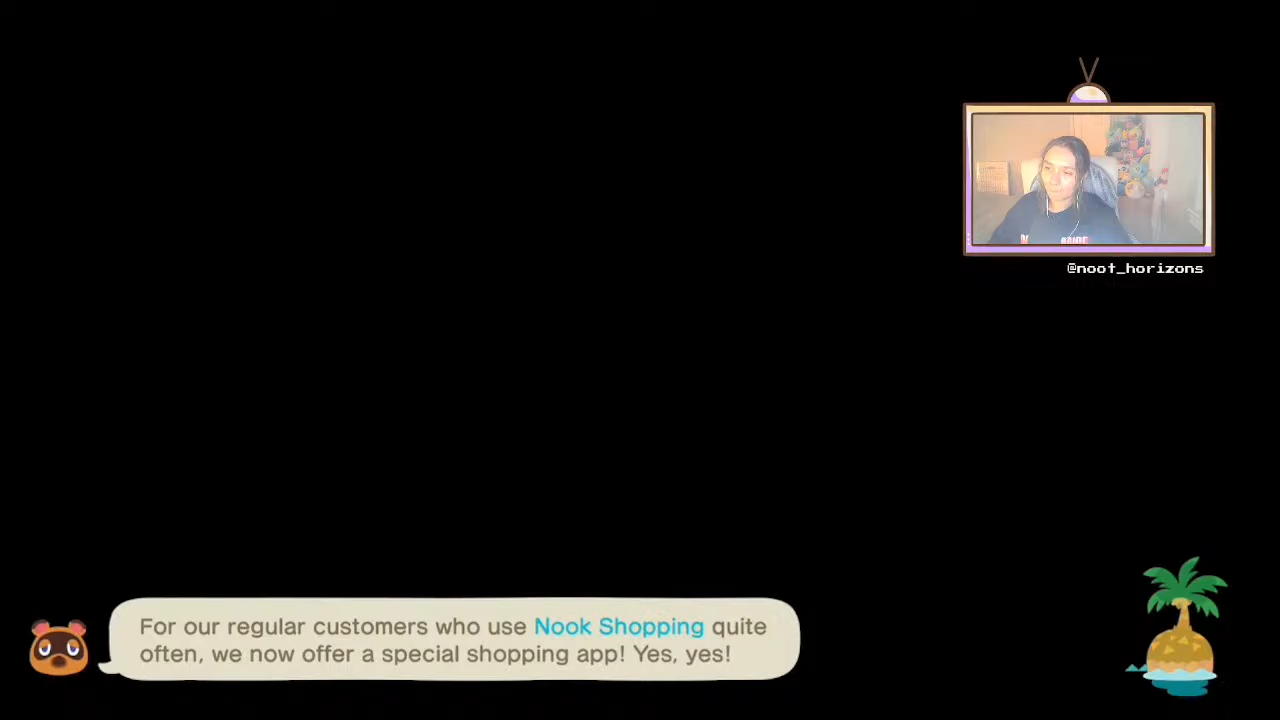 @noot_horizons
For our regular customers who use Nook Shopping quite
often, we now offer a special shopping app! Yes, yes!